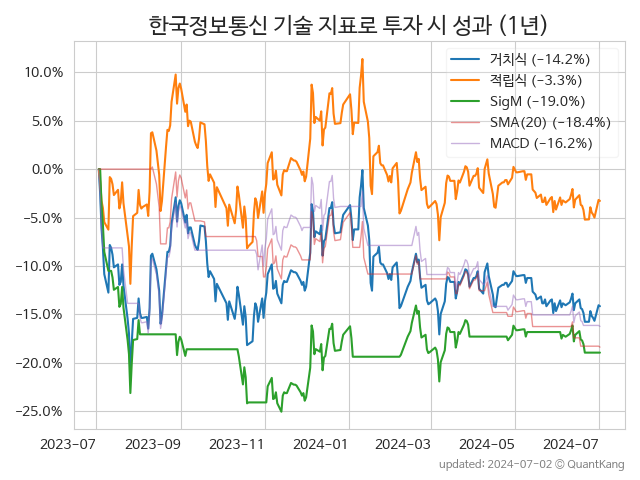 한국정보통신 기술 지표로 투자 시 성과 (1년)
거치식 (−14.2%)
적립식 (−3.3%)
SigM (−19.0%)
SMA(20) (−18.4%)
MACD (−16.2%)
10.0%
5.0%
0.0%
−5.0%
−10.0%
−15.0%
−20.0%
−25.0%
2023-07 2023-09 2023-11 2024-01 2024-03 2024-05 2024-07
updated: 2024-07-02 © QuantKang